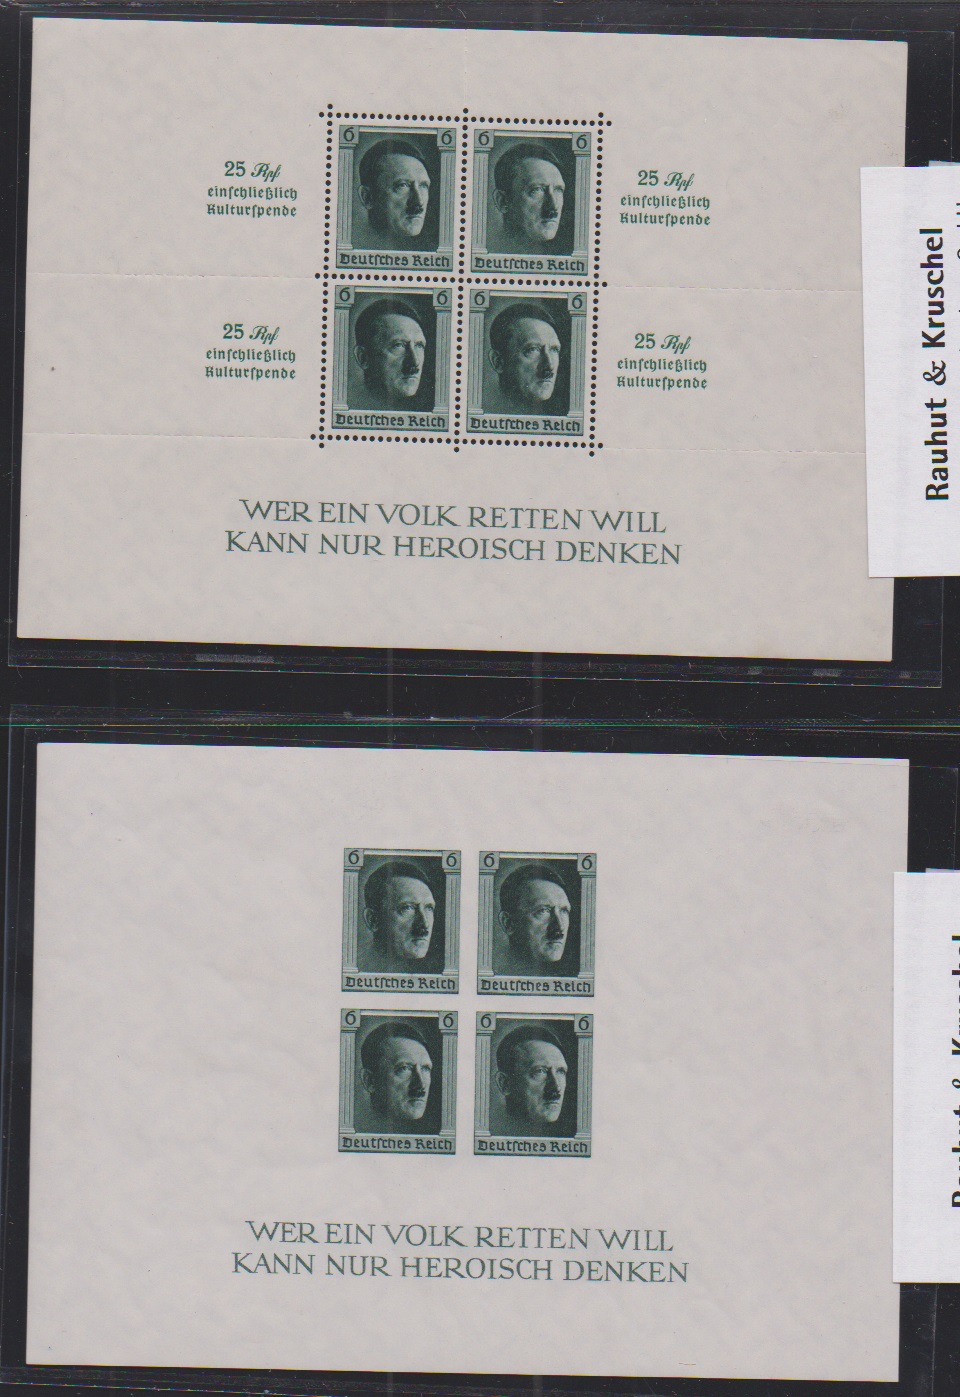 25 Rpf
einschließlich
Kulturspende
6 6
Deutsches Reich
6 6
Deutsches Reich
25 Rpf
einschließlich
Kulturspende
25 Rpf
einschließlich
Kulturspende
6 6
Deutsches Reich
6 6
Deutsches Reich
25 Rpf
einschließlich
Kulturspende
WER EIN VOLK RETTEN WILL
KANN NUR HEROISCH DENKEN
Rauhut & Kruschel
6 6
Deutsches Reich
6 6
Deutsches Reich
6 6
Deutsches Reich
6 6
Deutsches Reich
WER EIN VOLK RETTEN WILL
KANN NUR HEROISCH DENKEN